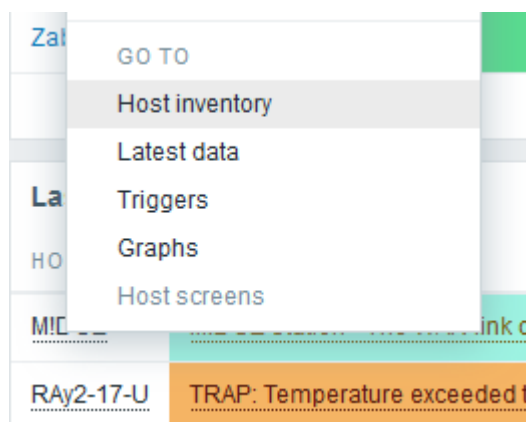 Zab
GO TO
Host inventory
Latest data
Triggers
Graphs
Host screens
La
HO
RAy2-17-U
TRAP: Temperature exceeded t